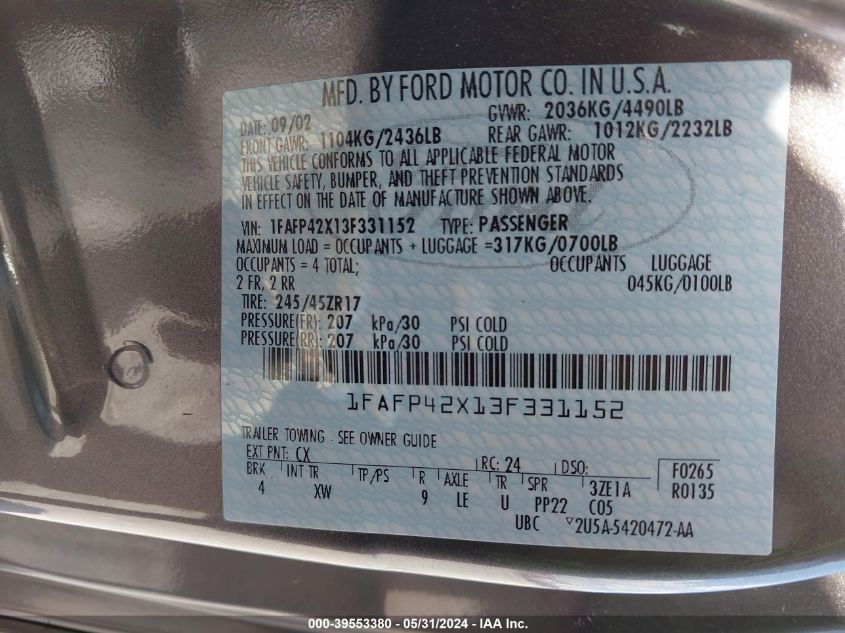 MFD. BY FORD MOTOR CO. IN U.S.A.
DATE: 09/02 GVWR: 2036KG/4490LB
FRONT GAWR: 1104KG/2436LB REAR GAWR: 1012KG/2232LB
THIS VEHICLE CONFORMS TO ALL APPLICABLE FEDERAL MOTOR
VEHICLE SAFETY, BUMPER, AND THEFT PREVENTION STANDARDS
IN EFFECT ON THE DATE OF MANUFACTURE SHOWN ABOVE.
VIN: 1FAFP42X13F331152 TYPE: PASSENGER
MAXIMUM LOAD = OCCUPANTS + LUGGAGE =317KG/0700LB
OCCUPANTS = 4 TOTAL; OCCUPANTS LUGGAGE
2 FR, 2 RR 045KG/0100LB
TIRE: 245/45ZR17
PRESSURE(FR): 207 kPa/30 PSI COLD
PRESSURE(RR): 207 kPa/30 PSI COLD
1FAFP42X13F331152
TRAILER TOWING - SEE OWNER GUIDE
EXT PNT: CX RC: 24 DSO: F0265
BRK INT TR TP/PS R AXLE TR SPR 3ZE1A R0135
4 XW 9 LE U PP22 C05
UBC 2U5A-5420472-AA
000-39553380 - 05/31/2024 - IAA Inc.